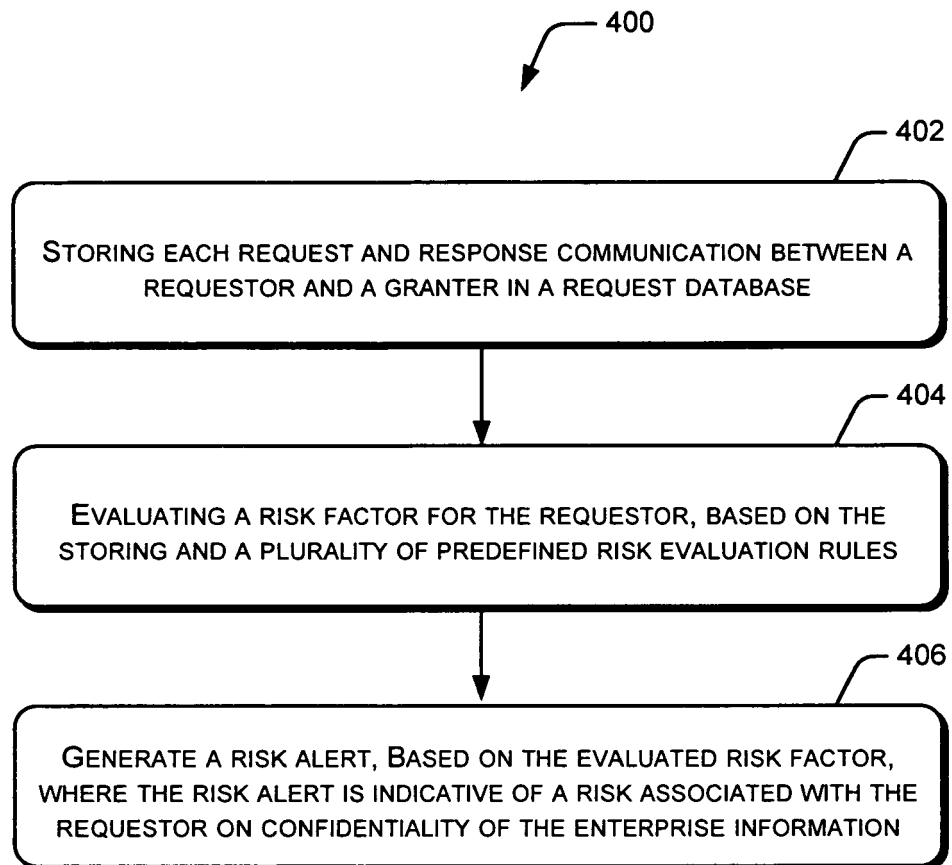 400
402
STORING EACH REQUEST AND RESPONSE COMMUNICATION BETWEEN A
REQUESTOR AND A GRANTER IN A REQUEST DATABASE
404
EVALUATING A RISK FACTOR FOR THE REQUESTOR, BASED ON THE
STORING AND A PLURALITY OF PREDEFINED RISK EVALUATION RULES
406
GENERATE A RISK ALERT, BASED ON THE EVALUATED RISK FACTOR,
WHERE THE RISK ALERT IS INDICATIVE OF A RISK ASSOCIATED WITH THE
REQUESTOR ON CONFIDENTIALITY OF THE ENTERPRISE INFORMATION